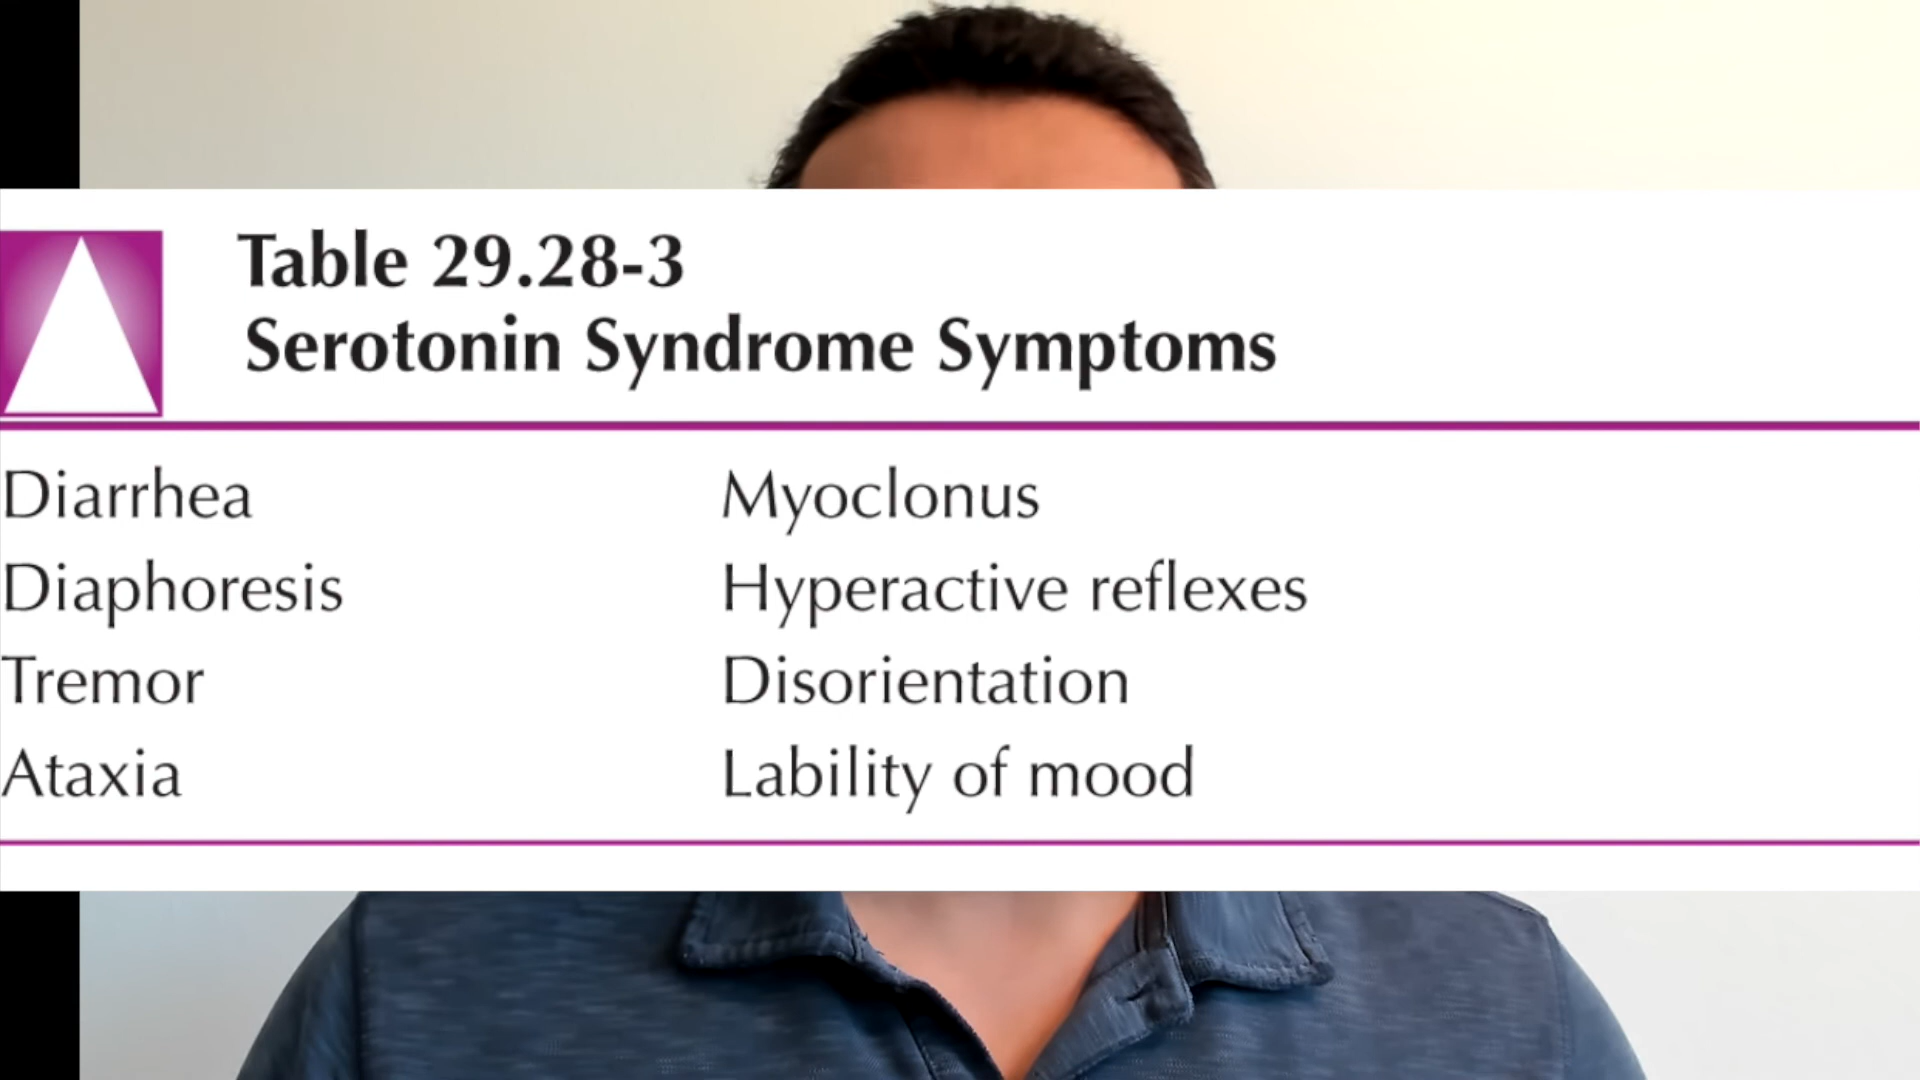 Table 29.28-3
Serotonin Syndrome Symptoms
Diarrhea Myoclonus
Diaphoresis Hyperactive reflexes
Tremor Disorientation
Ataxia Lability of mood